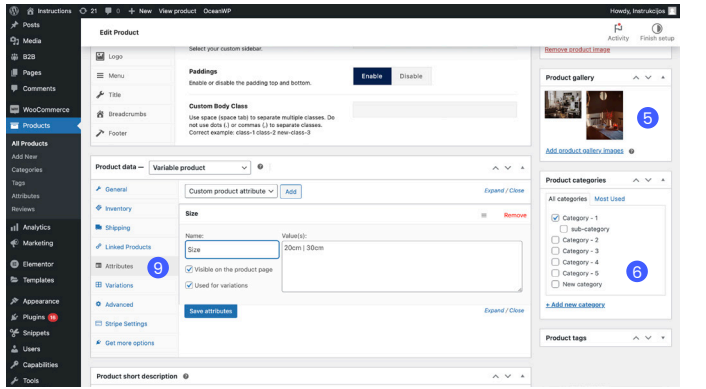 Instructions 21 0 + New View product OceanWP
Howdy, Instrukcijos
Posts
Media
B2B
Pages
Comments
WooCommerce
Products
All Products
Add New
Categories
Tags
Attributes
Reviews
Analytics
Marketing
Elementor
Templates
Appearance
Plugins 16
Snippets
Users
Capabilities
Tools
Edit Product
Activity
Finish setup
Logo
Menu
Title
Breadcrumbs
Footer
Select your custom sidebar.
Paddings
Enable or disable the padding top and bottom.
Enable
Disable
Custom Body Class
Use space (space tab) to separate multiple classes. Do
not use dots (.) or commas (,) to separate classes.
Correct example: class-1 class-2 new-class-3
Product data — Variable product
General
Inventory
Shipping
Linked Products
Attributes
9
Variations
Advanced
Stripe Settings
Get more options
Custom product attribute
Add
Expand / Close
Size
Remove
Name:
Size
Value(s):
20cm | 30cm
Visible on the product page
Used for variations
Save attributes
Expand / Close
Product short description
Remove product image
Product gallery
5
Add product gallery images
Product categories
All categories Most Used
Category - 1
sub-category
Category - 2
Category - 3
Category - 4
Category - 5
New category
6
+ Add new category
Product tags